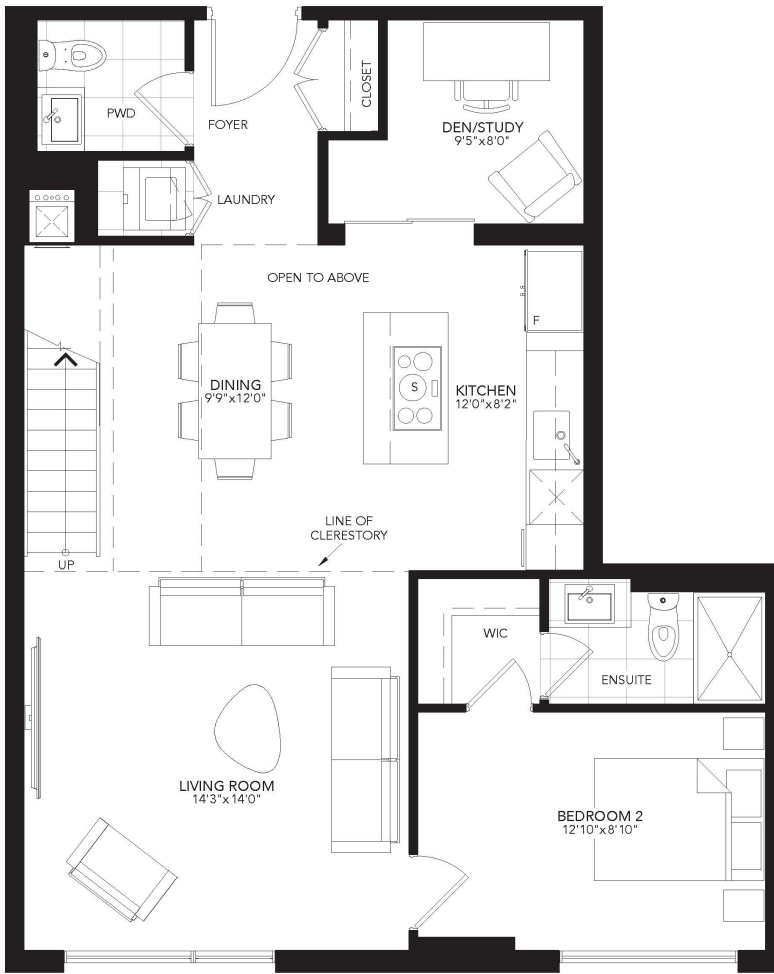 PWD
FOYER
CLOSET
DEN/STUDY
9'5"x8'0"
LAUNDRY
OPEN TO ABOVE
F
DINING
9'9"x12'0"
S
KITCHEN
12'0"x8'2"
LINE OF
CLERESTORY
UP
WIC
ENSUITE
LIVING ROOM
14'3"x14'0"
BEDROOM 2
12'10"x8'10"